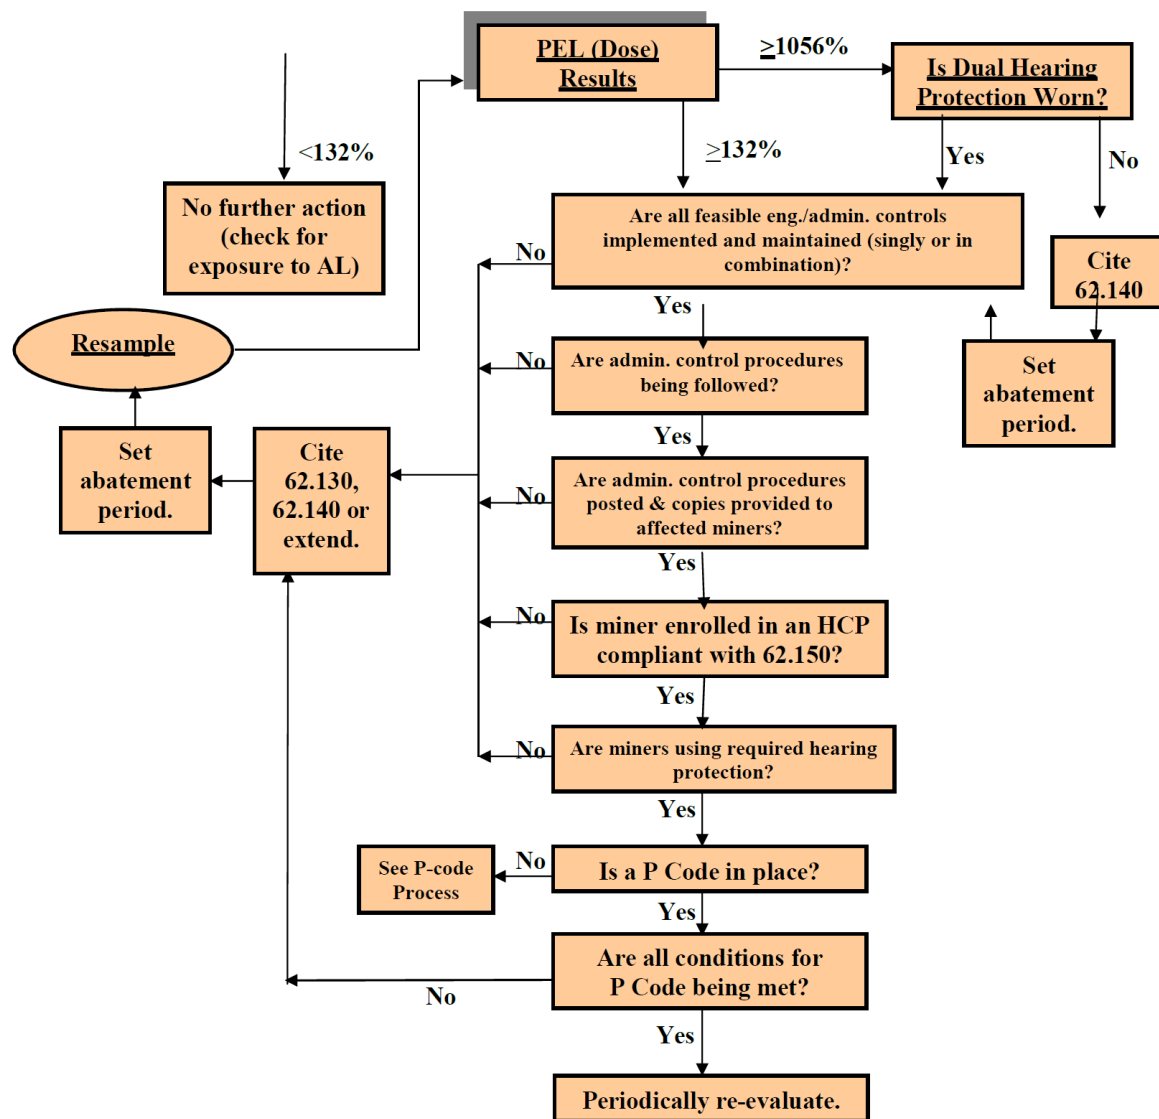 PEL (Dose)
Results
≥1056%
Is Dual Hearing
Protection Worn?
<132%
≥132%
Yes
No
No further action
(check for
exposure to AL)
Are all feasible eng./admin. controls
implemented and maintained (singly or in
combination)?
No
Cite
62.140
Yes
Resample
No
Are admin. control procedures
being followed?
Set
abatement
period.
Yes
Set
abatement
period.
Cite
62.130,
62.140 or
extend.
No
Are admin. control procedures
posted & copies provided to
affected miners?
Yes
No
Is miner enrolled in an HCP
compliant with 62.150?
Yes
No
Are miners using required hearing
protection?
Yes
See P-code
Process
No
Is a P Code in place?
Yes
Are all conditions for
P Code being met?
No
Yes
Periodically re-evaluate.